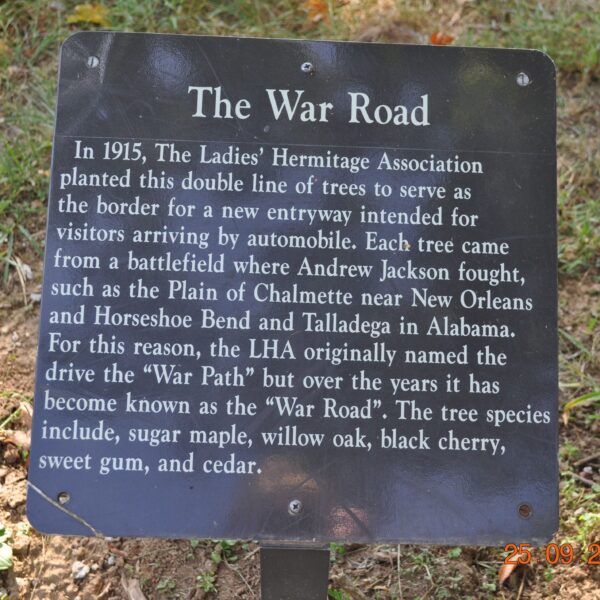 The War Road
In 1915, The Ladies' Hermitage Association
planted this double line of trees to serve as
the border for a new entryway intended for
visitors arriving by automobile. Each tree came
from a battlefield where Andrew Jackson fought,
such as the Plain of Chalmette near New Orleans
and Horseshoe Bend and Talladega in Alabama.
For this reason, the LHA originally named the
drive the “War Path” but over the years it has
become known as the “War Road”. The tree species
include, sugar maple, willow oak, black cherry,
sweet gum, and cedar.
25.09.2